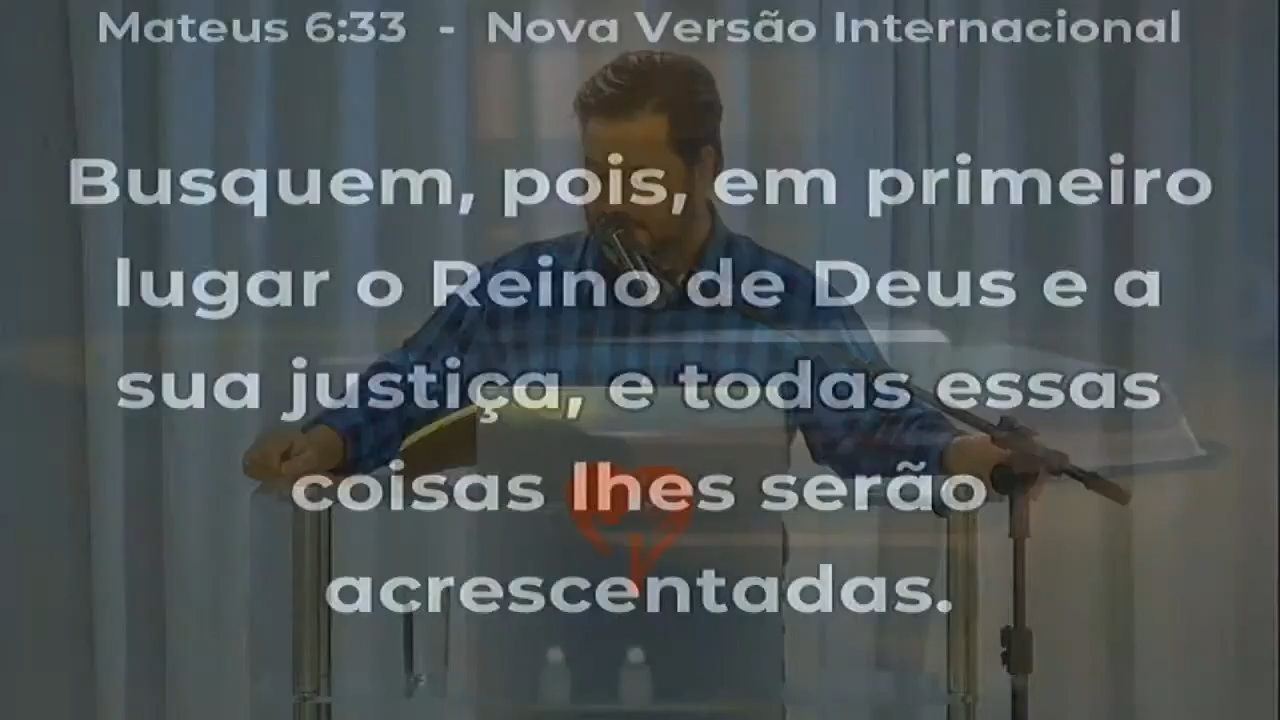 Mateus 6:33 - Nova Versão Internacional
Busquem, pois, em primeiro
lugar o Reino de Deus e a
sua justiça, e todas essas
coisas lhes serão
acrescentadas.